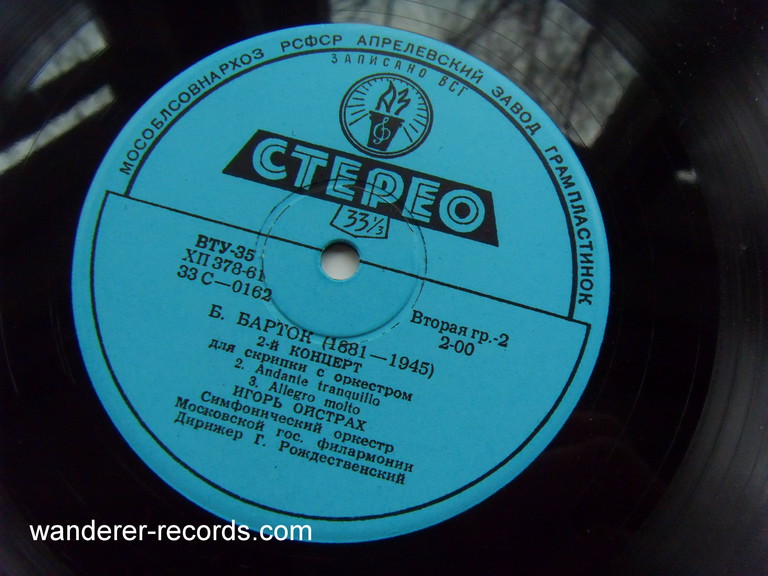 МОСОБЛСОВНАРХОЗ РСФСР АПРЕЛЕВСКИЙ ЗАВОД ГРАМПЛАСТИНОК
ЗАПИСАНО ВСГ
АЗ
СТЕРЕО
33⅓
ВТУ-35
ХП 378-61
33 С—0162
Вторая гр.-2
2-00
Б. БАРТОК (1881—1945)
2-й КОНЦЕРТ
для скрипки с оркестром
2. Andante tranquillo
3. Allegro molto
ИГОРЬ ОЙСТРАХ
Симфонический оркестр
Московской гос. филармонии
Дирижер Г. Рождественский
wanderer-records.com